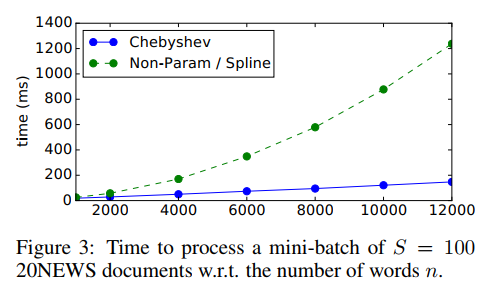 1400
1200
1000
800
600
400
200
0
time (ms)
Chebyshev
Non-Param / Spline
2000 4000 6000 8000 10000 12000
Figure 3: Time to process a mini-batch of S = 100
20NEWS documents w.r.t. the number of words n.